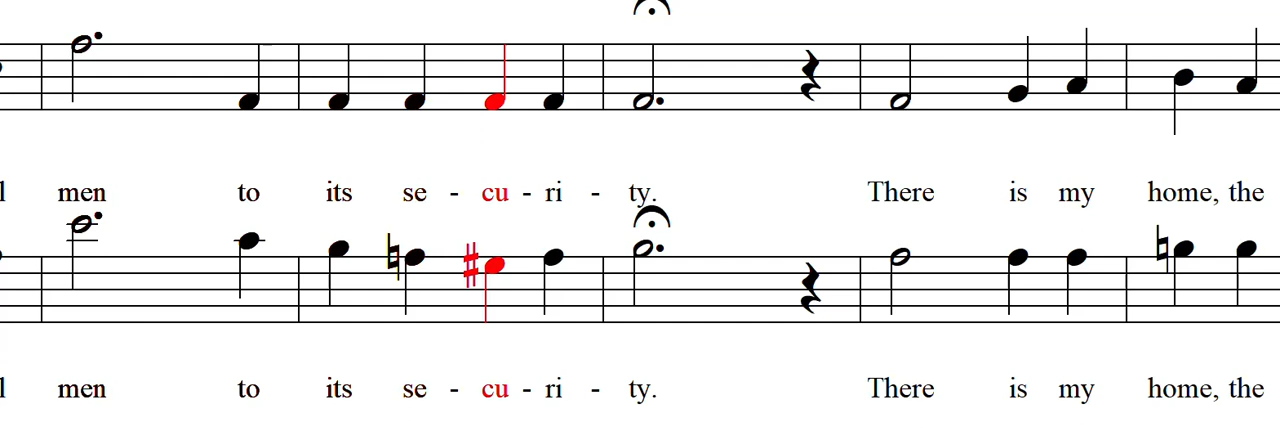 l men to its se - cu - ri - ty. There is my home, the
l men to its se - cu - ri - ty. There is my home, the